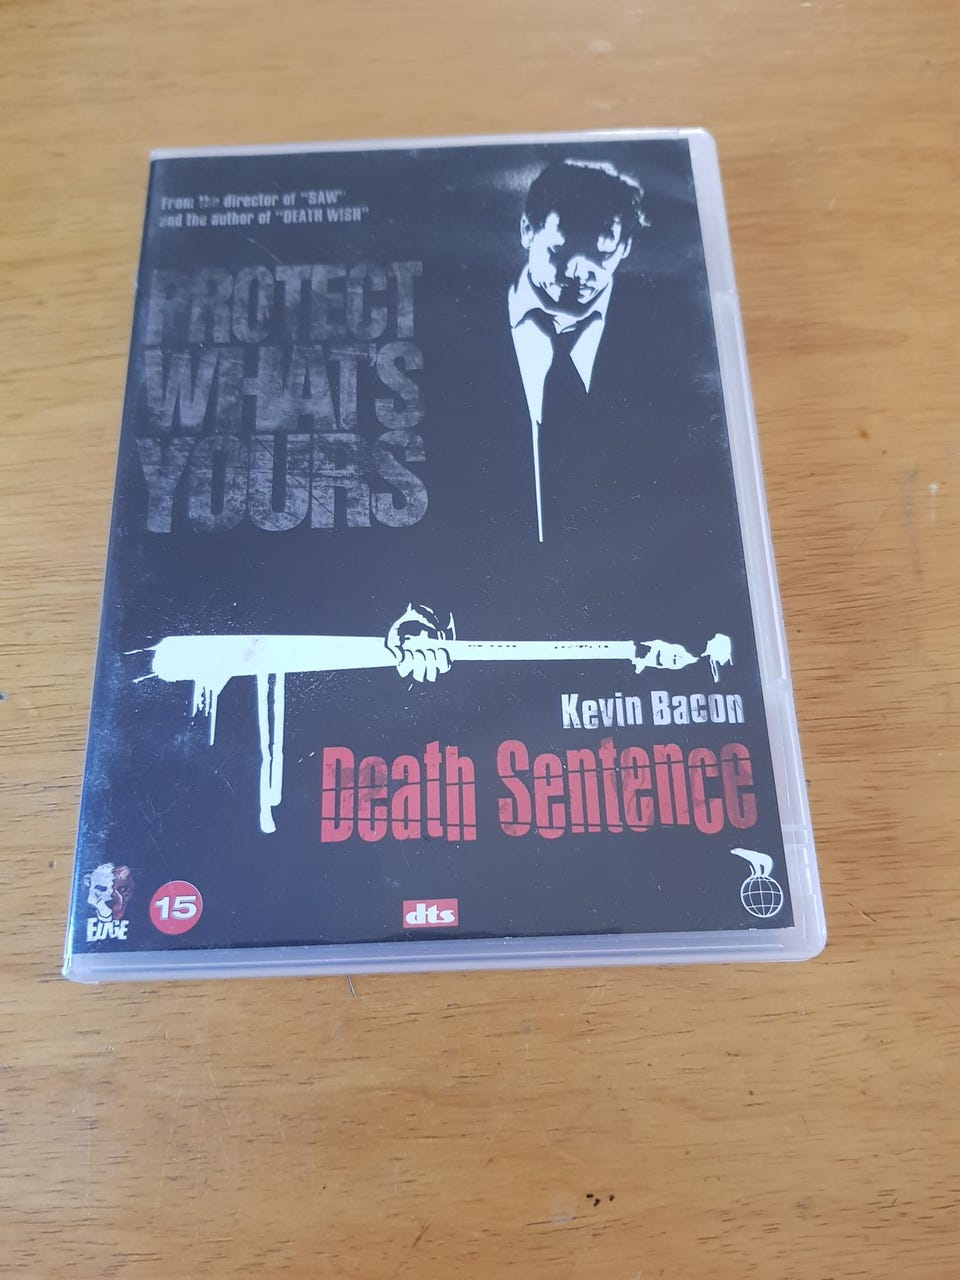 From the director of "SAW"
and the author of "DEATH WISH"
PROTECT
WHAT'S
YOURS
Kevin Bacon
Death Sentence
EDGE
15
dts